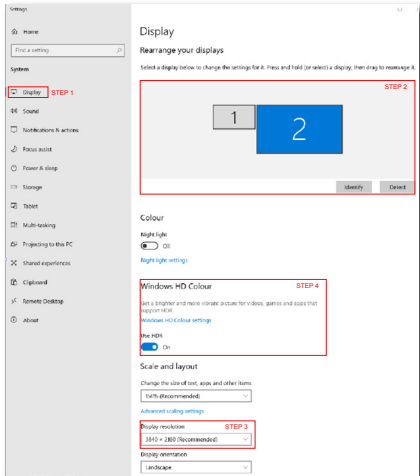 Settings
Home
Find a setting
System
Display STEP 1
Sound
Notifications & actions
Focus assist
Power & sleep
Storage
Tablet
Multi-tasking
Projecting to this PC
Shared experiences
Clipboard
Remote Desktop
About
Display
Rearrange your displays
Select a display below to change the settings for it. Press and hold (or select) a display, then drag to rearrange it.
STEP 2
1
2
Identify Detect
Colour
Night light
Off
Night light settings
Windows HD Colour STEP 4
Get a brighter and more vibrant picture for videos, games and apps that
support HDR.
Windows HD Colour settings
Use HDR
On
Scale and layout
Change the size of text, apps and other items
150% (Recommended)
Advanced scaling settings
Display resolution STEP 3
3840 × 2160 (Recommended)
Display orientation
Landscape